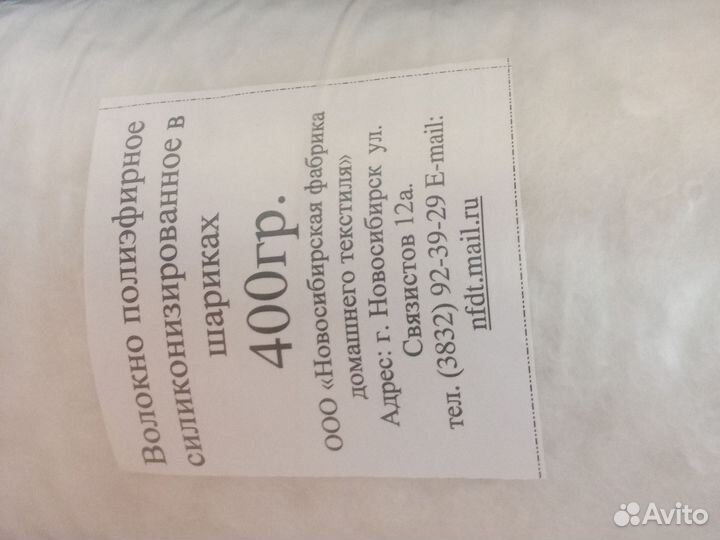 Волокно полиэфирное
силиконизированное в
шариках
400гр.
ООО «Новосибирская фабрика
домашнего текстиля»
Адрес: г. Новосибирск ул.
Связистов 12а.
тел. (3832) 92-39-29 E-mail:
nfdt.mail.ru
Avito